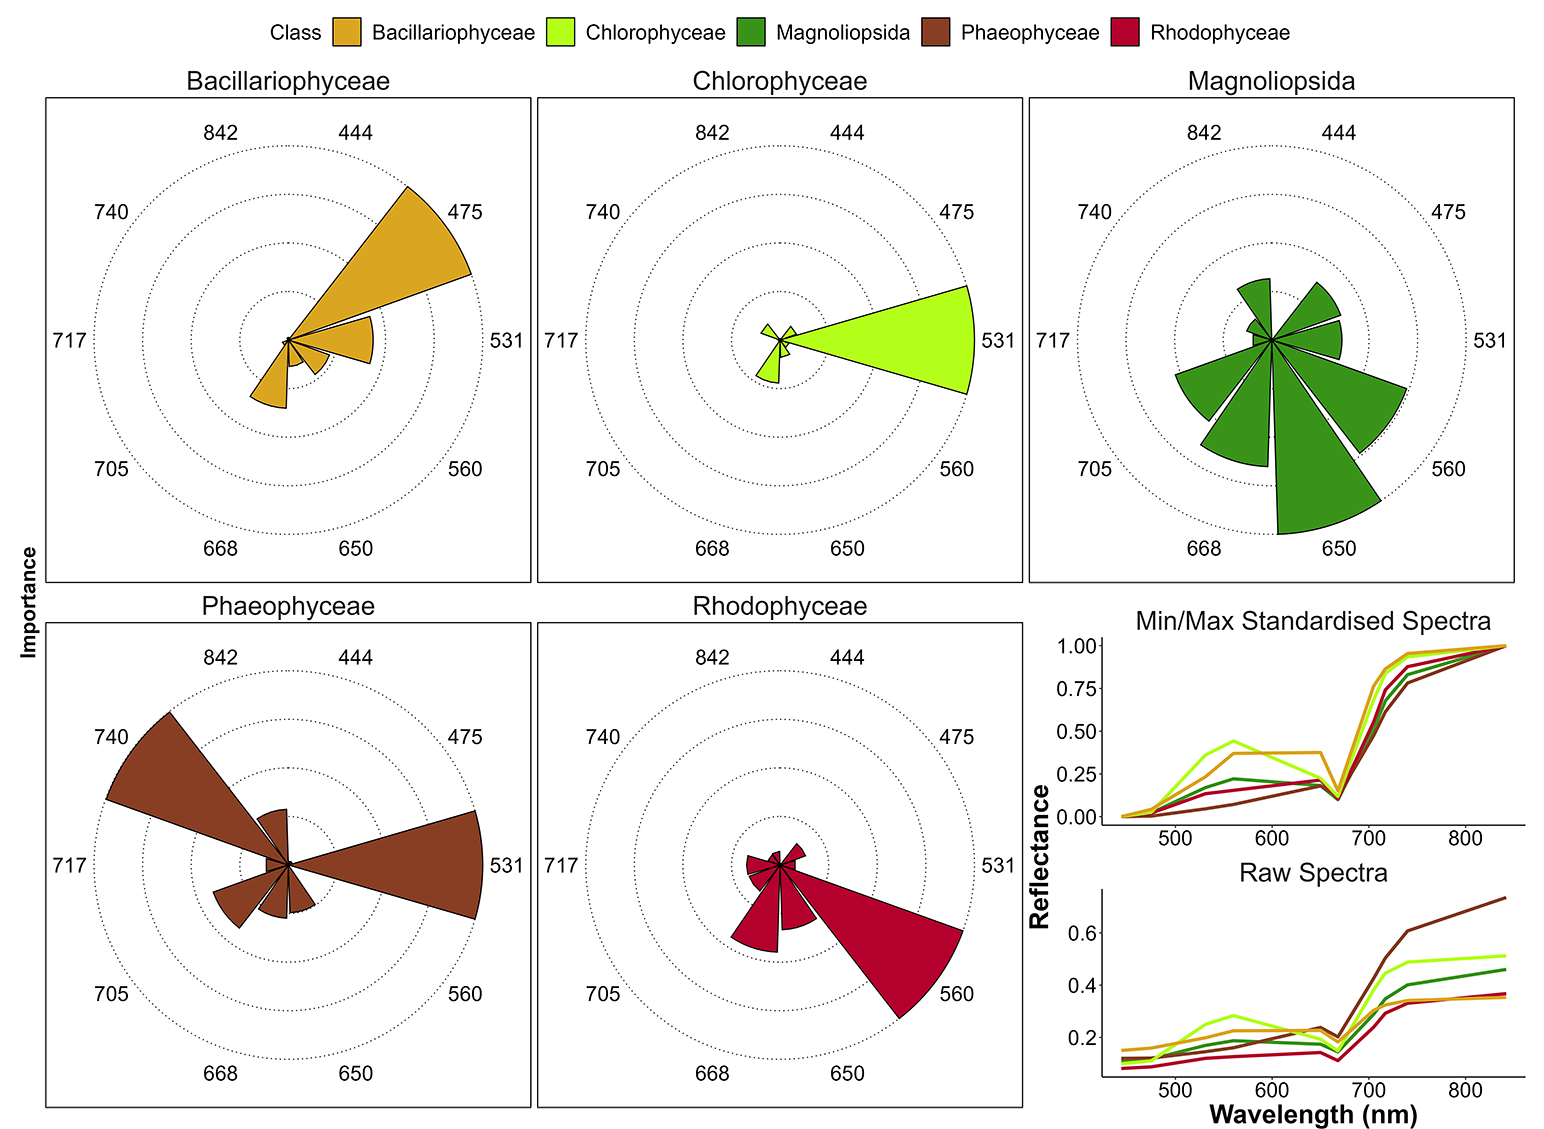 Class Bacillariophyceae Chlorophyceae Magnoliopsida Phaeophyceae Rhodophyceae
Bacillariophyceae
842 444
740 475
717 531
705 560
668 650
Chlorophyceae
842 444
740 475
717 531
705 560
668 650
Magnoliopsida
842 444
740 475
717 531
705 560
668 650
Importance
Phaeophyceae
842 444
740 475
717 531
705 560
668 650
Rhodophyceae
842 444
740 475
717 531
705 560
668 650
Min/Max Standardised Spectra
1.00
0.75
0.50
0.25
0.00
500 600 700 800
Reflectance
Raw Spectra
0.6
0.4
0.2
500 600 700 800
Wavelength (nm)